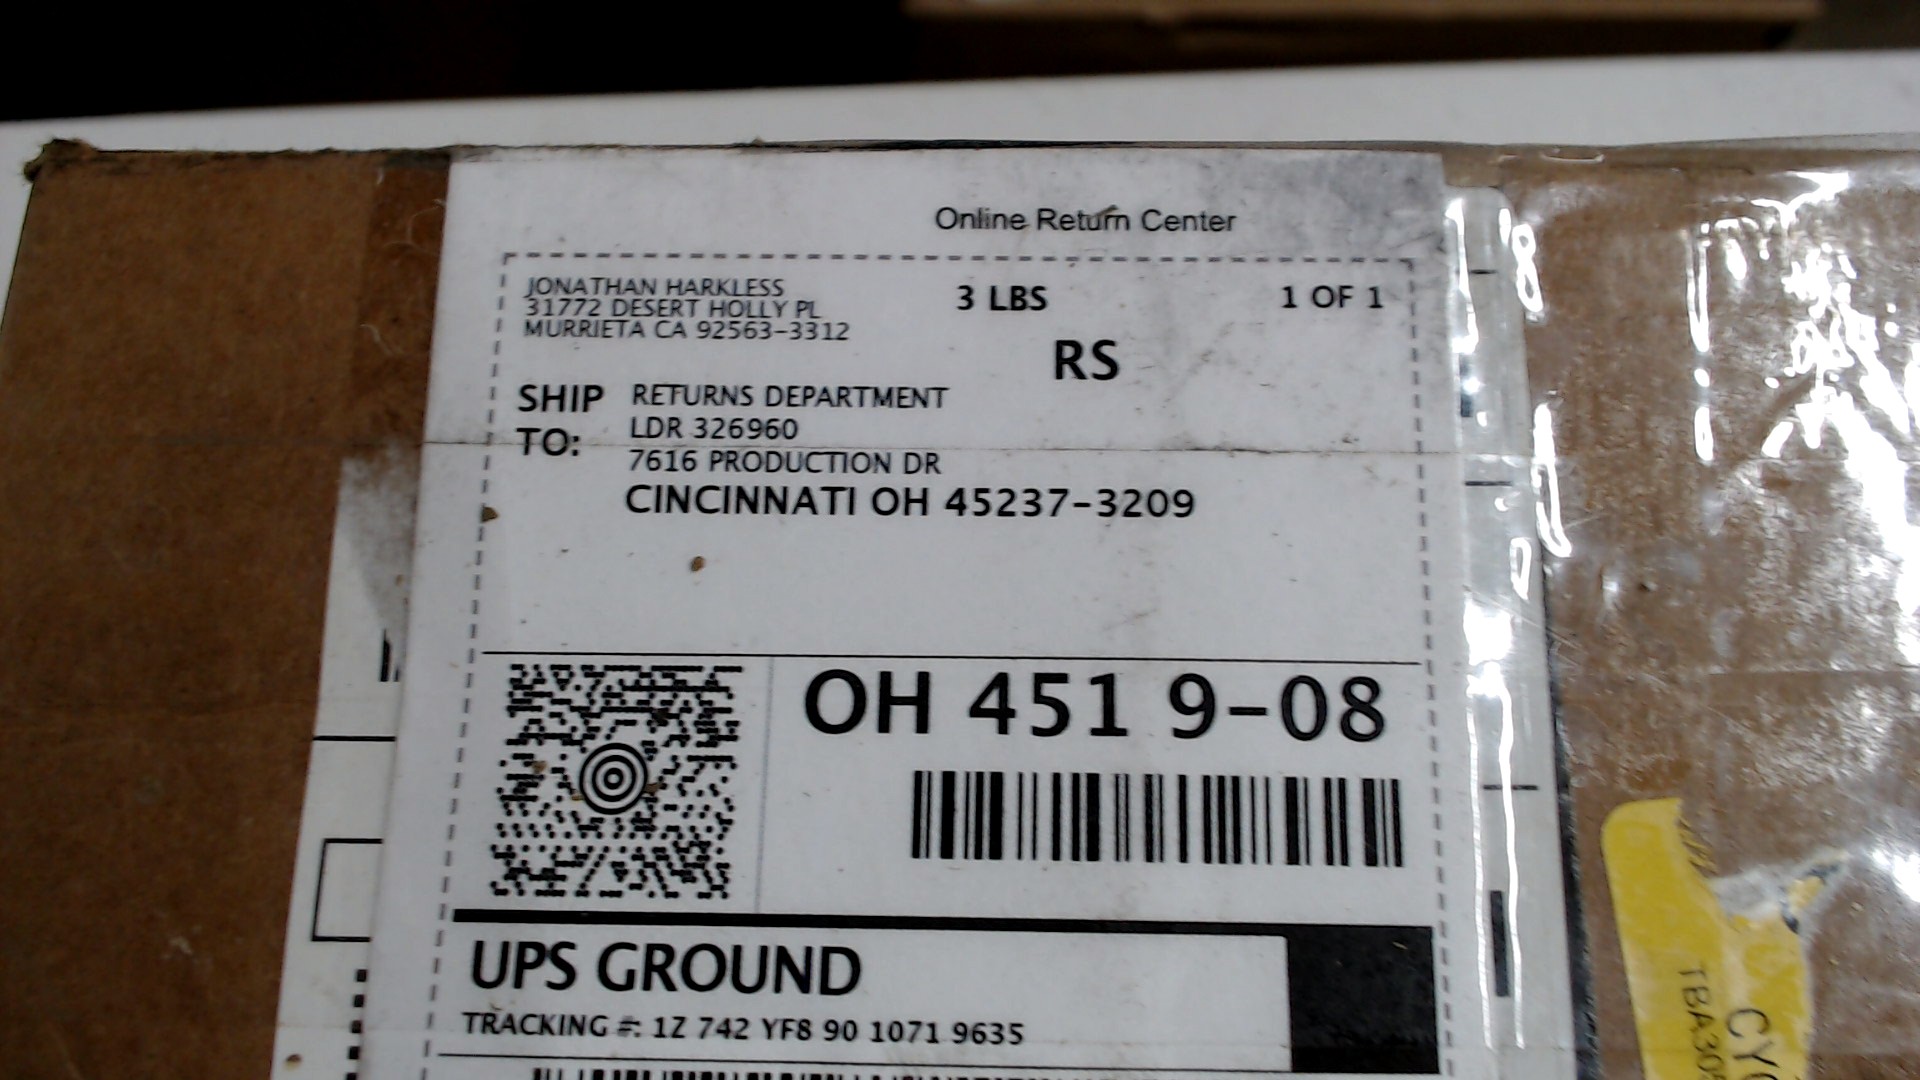 Online Return Center
JONATHAN HARKLESS
31772 DESERT HOLLY PL
MURRIETA CA 92563-3312
3 LBS
1 OF 1
RS
SHIP TO:
RETURNS DEPARTMENT
LDR 326960
7616 PRODUCTION DR
CINCINNATI OH 45237-3209
OH 451 9-08
UPS GROUND
TRACKING #: 1Z 742 YF8 90 1071 9635
TBA305
CY